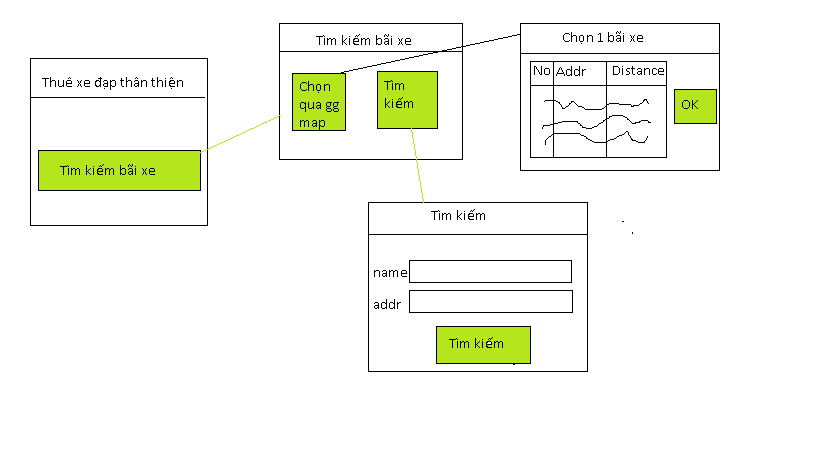 Thuê xe đạp thân thiện
Tìm kiếm bãi xe
Tìm kiếm bãi xe
Chọn
qua gg
map
Tìm
kiếm
Chọn 1 bãi xe
No Addr Distance
OK
Tìm kiếm
name
addr
Tìm kiếm